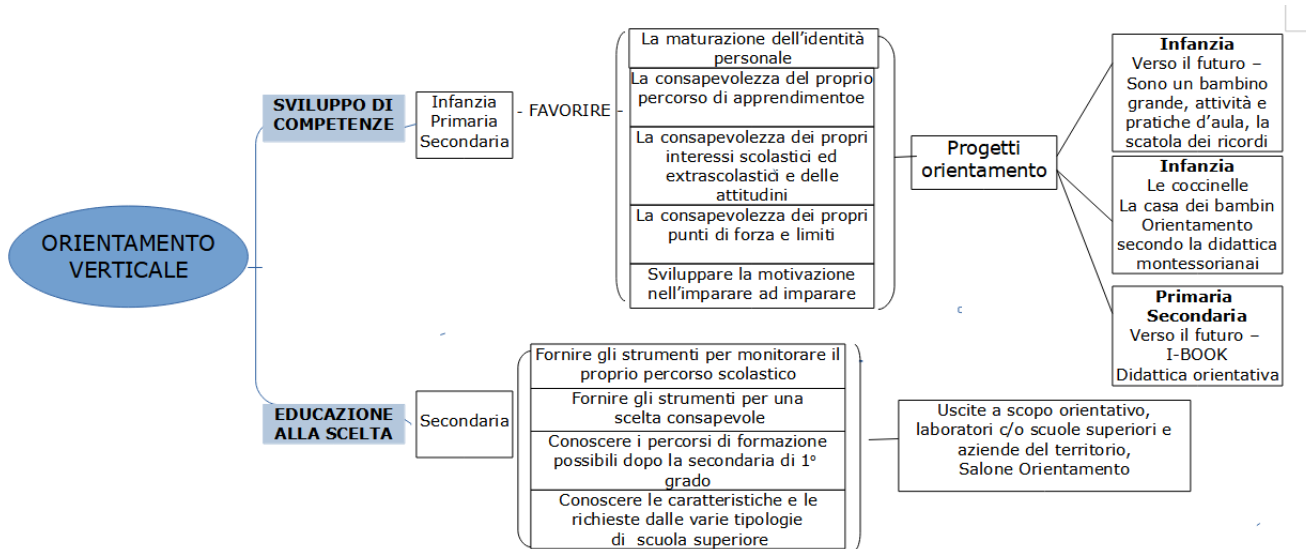 ORIENTAMENTO
VERTICALE
SVILUPPO DI
COMPETENZE
Infanzia
Primaria
Secondaria
- FAVORIRE -
La maturazione dell'identità
personale
La consapevolezza del proprio
percorso di apprendimentoe
La consapevolezza dei propri
interessi scolastici ed
extrascolastici e delle
attitudini
La consapevolezza dei propri
punti di forza e limiti
Sviluppare la motivazione
nell'imparare ad imparare
Progetti
orientamento
Infanzia
Verso il futuro –
Sono un bambino
grande, attività e
pratiche d'aula, la
scatola dei ricordi
Infanzia
Le coccinelle
La casa dei bambin
Orientamento
secondo la didattica
montessorianai
Primaria
Secondaria
Verso il futuro –
I-BOOK
Didattica orientativa
EDUCAZIONE
ALLA SCELTA
Secondaria
Fornire gli strumenti per monitorare il
proprio percorso scolastico
Fornire gli strumenti per una
scelta consapevole
Conoscere i percorsi di formazione
possibili dopo la secondaria di 1° 
grado
Conoscere le caratteristiche e le
richieste dalle varie tipologie
di scuola superiore
Uscite a scopo orientativo,
laboratori c/o scuole superiori e
aziende del territorio,
Salone Orientamento